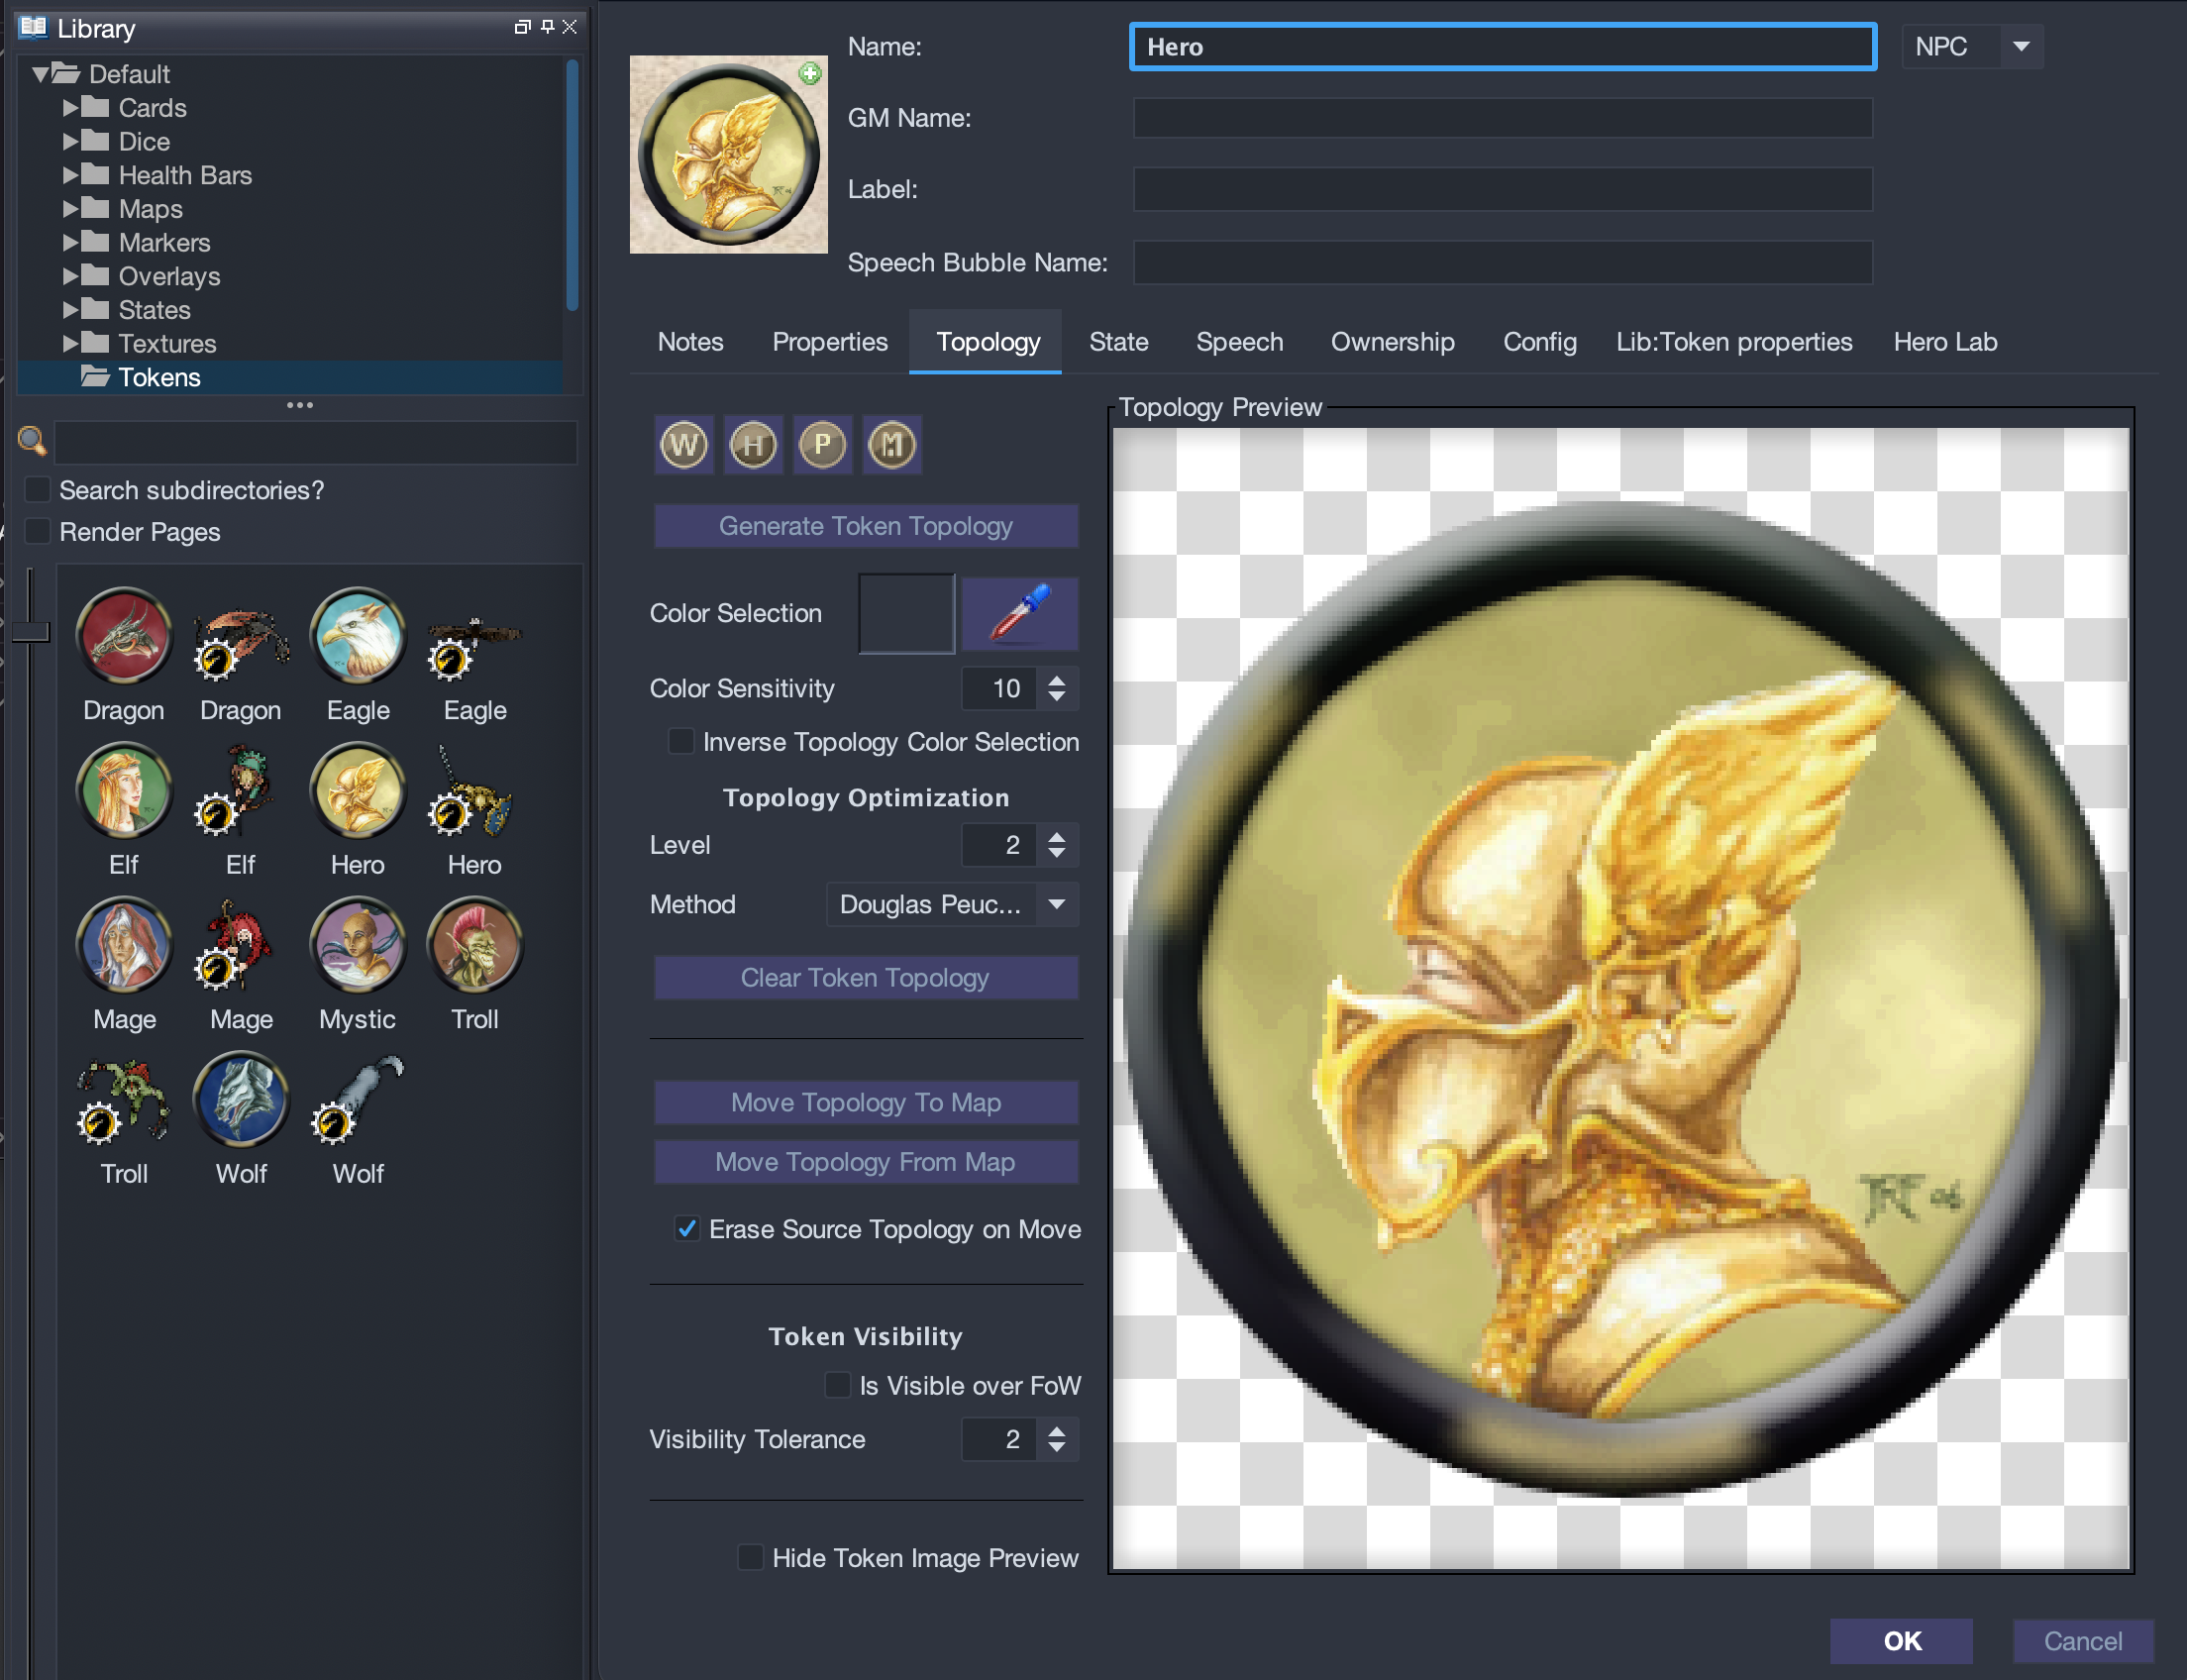 Library
Default
Cards
Dice
Health Bars
Maps
Markers
Overlays
States
Textures
Tokens
Search subdirectories?
Render Pages
Dragon Dragon Eagle Eagle
Elf Elf Hero Hero
Mage Mage Mystic Troll
Troll Wolf Wolf
Name: Hero NPC
GM Name:
Label:
Speech Bubble Name:
Notes Properties Topology State Speech Ownership Config Lib:Token properties Hero Lab
W H P M
Generate Token Topology
Color Selection
Color Sensitivity 10
Inverse Topology Color Selection
Topology Optimization
Level 2
Method Douglas Peuc...
Clear Token Topology
Move Topology To Map
Move Topology From Map
Erase Source Topology on Move
Token Visibility
Is Visible over FoW
Visibility Tolerance 2
Hide Token Image Preview
Topology Preview
OK Cancel